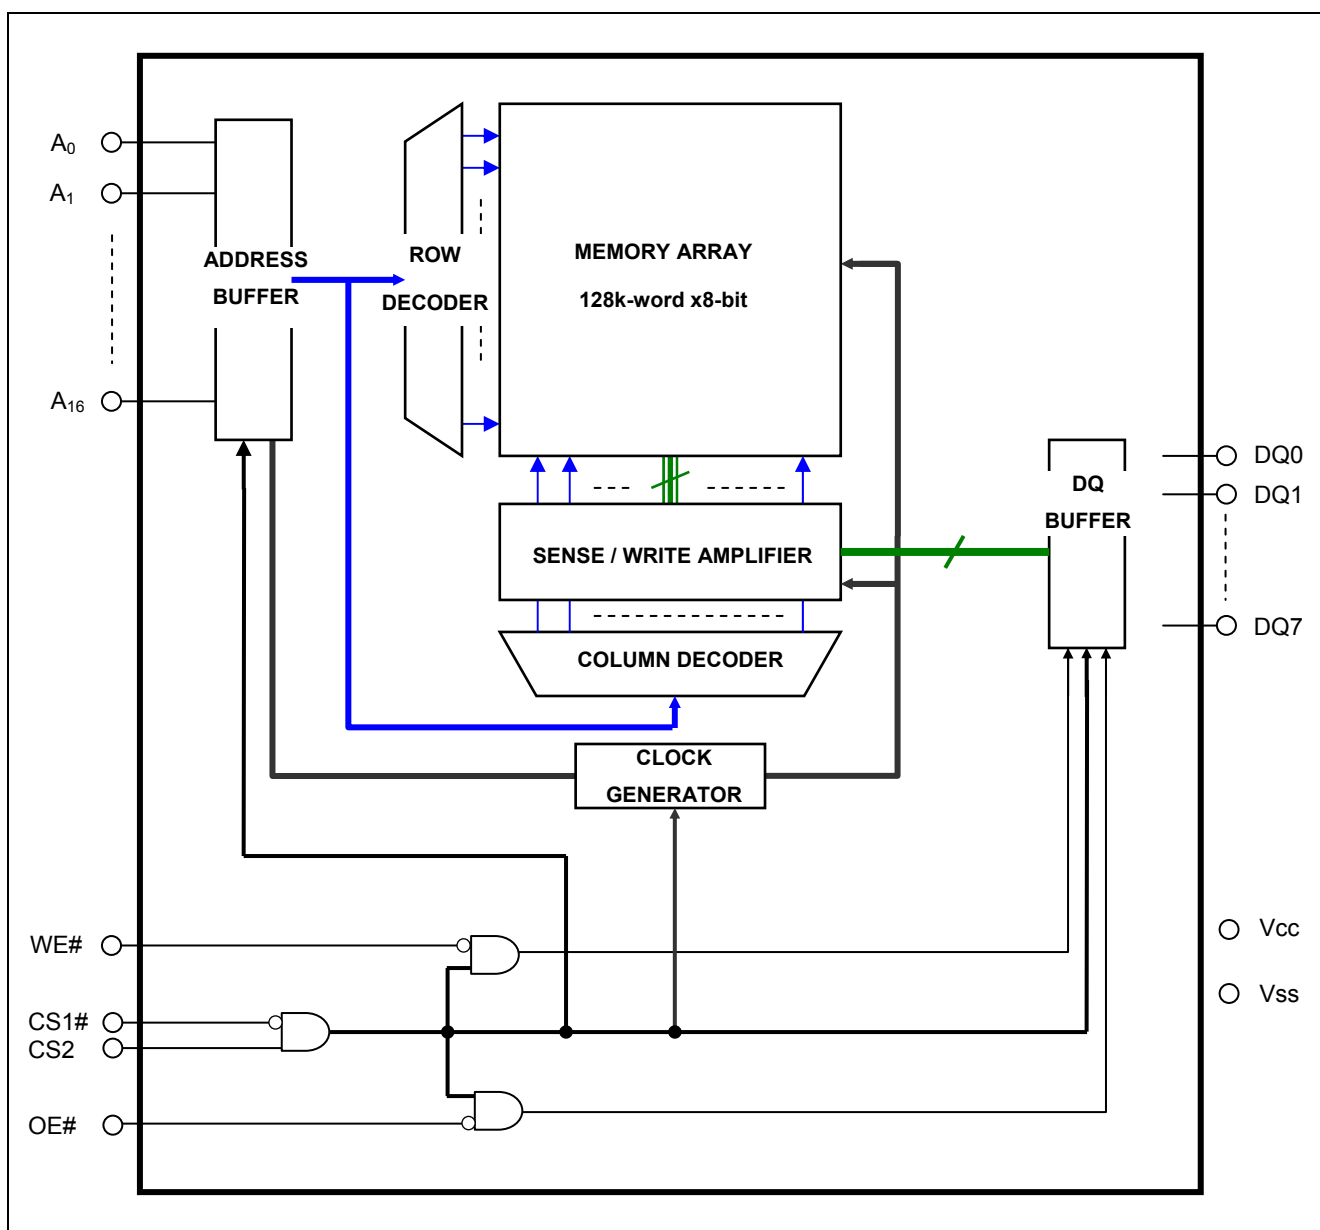 A0
A1
A16
ADDRESS
BUFFER
ROW
DECODER
MEMORY ARRAY
128k-word x8-bit
SENSE / WRITE AMPLIFIER
COLUMN DECODER
CLOCK
GENERATOR
DQ
BUFFER
DQ0
DQ1
DQ7
WE#
CS1#
CS2
OE#
Vcc
Vss